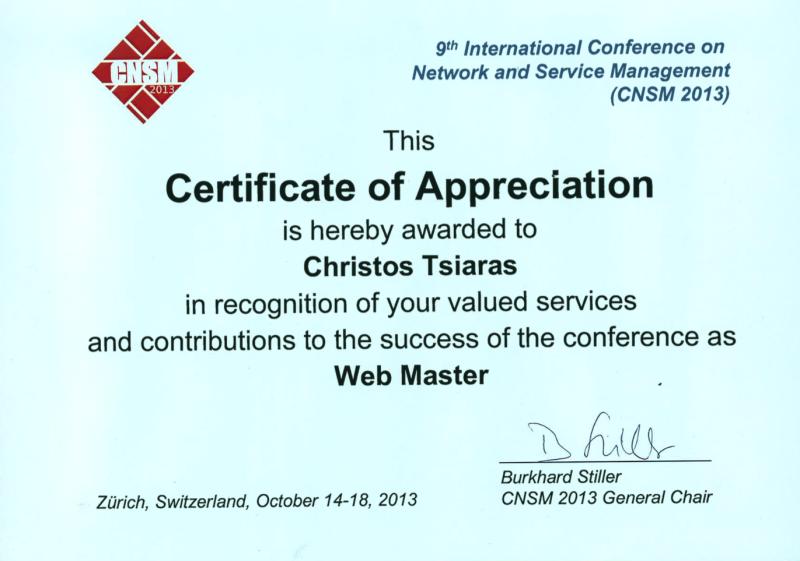 CNSM
2013
9th International Conference on
Network and Service Management
(CNSM 2013)
This
Certificate of Appreciation
is hereby awarded to
Christos Tsiaras
in recognition of your valued services
and contributions to the success of the conference as
Web Master
B Stiller
Burkhard Stiller
CNSM 2013 General Chair
Zürich, Switzerland, October 14-18, 2013